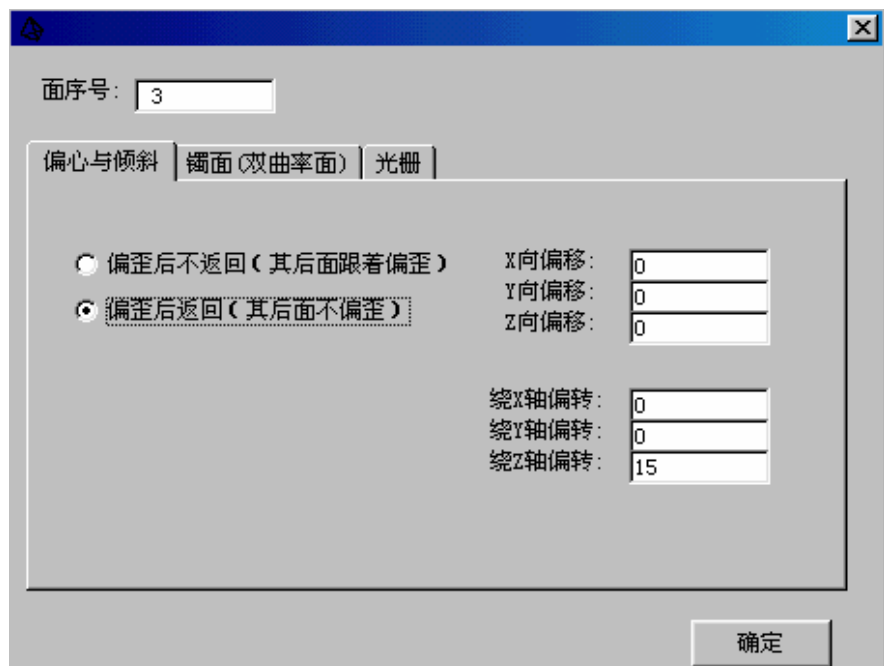 面序号: 3
偏心与倾斜 镯面(双曲率面) 光栅
偏歪后不返回(其后面跟着偏歪)
偏歪后返回(其后面不偏歪)
X向偏移: 0
Y向偏移: 0
Z向偏移: 0
绕X轴偏转: 0
绕Y轴偏转: 0
绕Z轴偏转: 15
确定